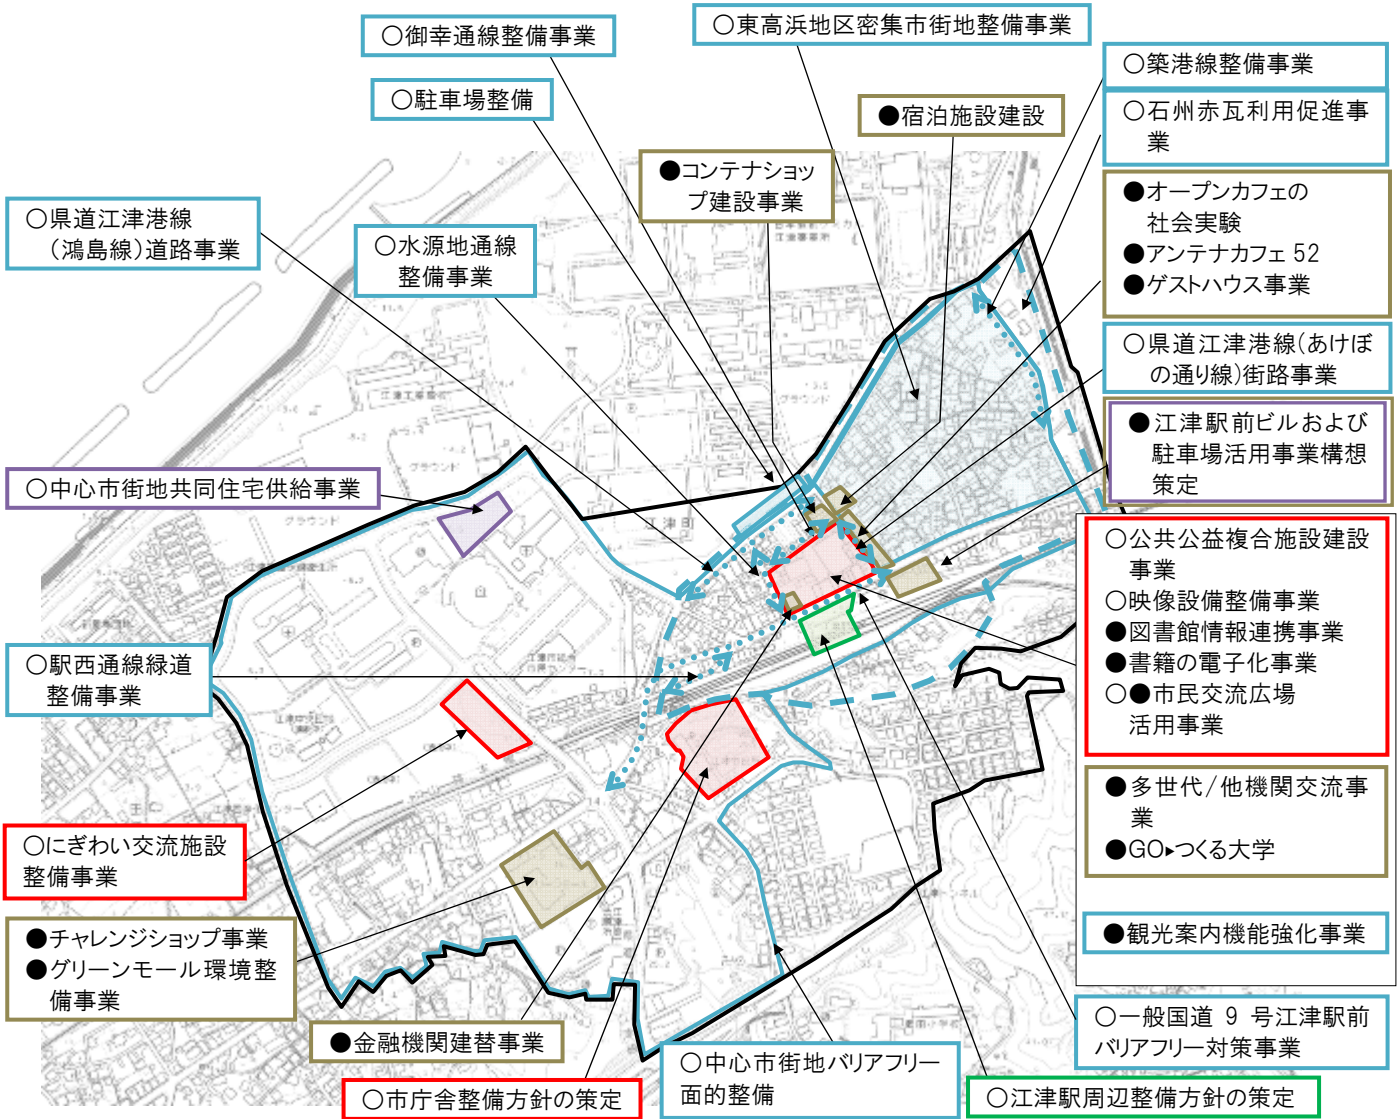 ○御幸通線整備事業
○東高浜地区密集市街地整備事業
○築港線整備事業
○駐車場整備
●宿泊施設建設
○石州赤瓦利用促進事
業
●コンテナショッ
プ建設事業
●オープンカフェの
社会実験
●アンテナカフェ 52
●ゲストハウス事業
○県道江津港線
(鴻島線)道路事業
○水源地通線
整備事業
○県道江津港線(あけぼ
の通り線)街路事業
●江津駅前ビルおよび
駐車場活用事業構想
策定
○中心市街地共同住宅供給事業
グラウンド
グラウンド
グラウンド
江津町
○公共公益複合施設建設
事業
○映像設備整備事業
●図書館情報連携事業
●書籍の電子化事業
○●市民交流広場
活用事業
○駅西通線緑道
整備事業
●多世代/他機関交流事
業
●GO▶つくる大学
○にぎわい交流施設
整備事業
●観光案内機能強化事業
●チャレンジショップ事業
●グリーンモール環境整
備事業
○一般国道 9 号江津駅前
バリアフリー対策事業
●金融機関建替事業
○中心市街地バリアフリー
面的整備
○市庁舎整備方針の策定
○江津駅周辺整備方針の策定